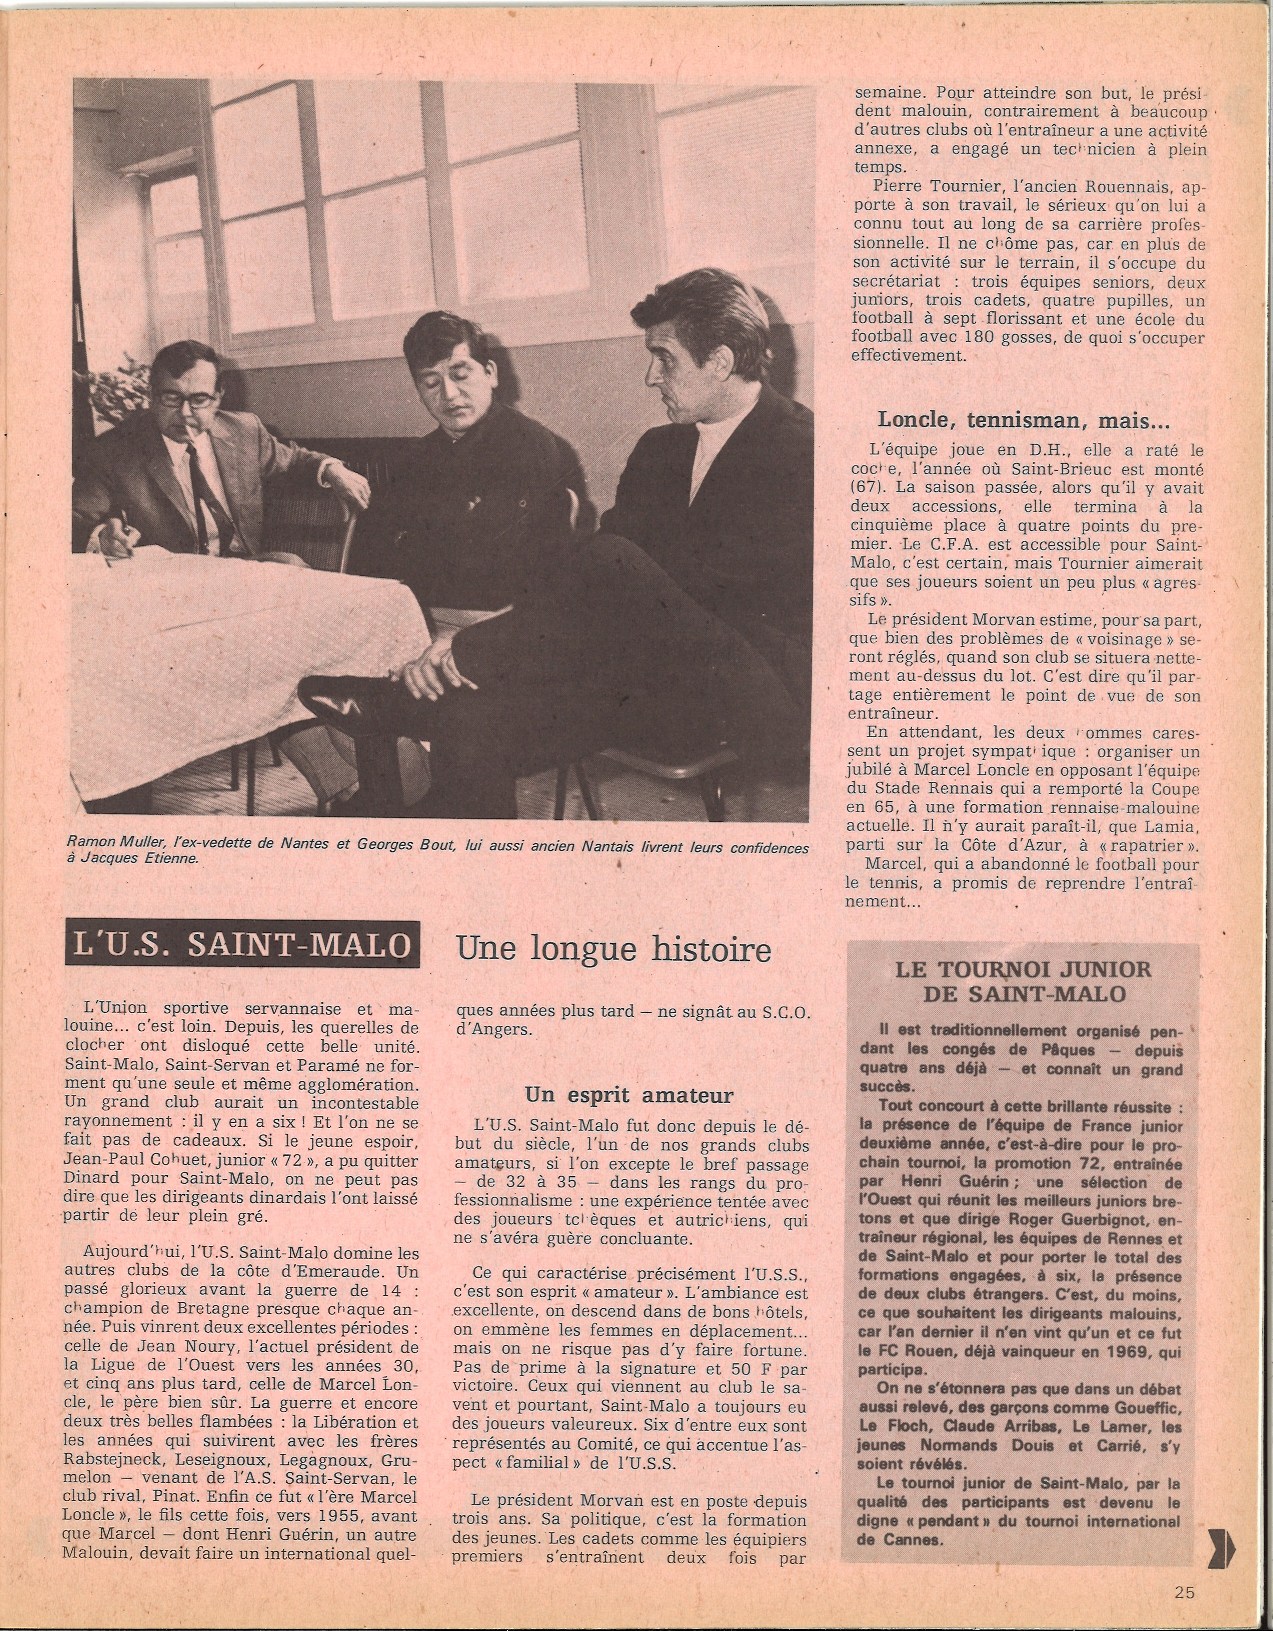 Ramon Muller, l'ex-vedette de Nantes et Georges Bout, lui aussi ancien Nantais livrent leurs confidences
à Jacques Etienne.
L'U.S. SAINT-MALO
Une longue histoire
L'Union sportive servannaise et ma-
louine... c'est loin. Depuis, les querelles de
clocher ont disloqué cette belle unité.
Saint-Malo, Saint-Servan et Paramé ne for-
ment qu'une seule et même agglomération.
Un grand club aurait un incontestable
rayonnement : il y en a six ! Et l'on ne se
fait pas de cadeaux. Si le jeune espoir,
Jean-Paul Cohuet, junior « 72 », a pu quitter
Dinard pour Saint-Malo, on ne peut pas
dire que les dirigeants dinardais l'ont laissé
partir de leur plein gré.
Aujourd'hui, l'U.S. Saint-Malo domine les
autres clubs de la côte d'Emeraude. Un
passé glorieux avant la guerre de 14 :
champion de Bretagne presque chaque an-
née. Puis vinrent deux excellentes périodes :
celle de Jean Noury, l'actuel président de
la Ligue de l'Ouest vers les années 30,
et cinq ans plus tard, celle de Marcel Lon-
cle, le père bien sûr. La guerre et encore
deux très belles flambées : la Libération et
les années qui suivirent avec les frères
Rabstejneck, Leseignoux, Legagnoux, Gru-
melon — venant de l'A.S. Saint-Servan, le
club rival, Pinat. Enfin ce fut « l'ère Marcel
Loncle », le fils cette fois, vers 1955, avant
que Marcel — dont Henri Guérin, un autre
Malouin, devait faire un international quel-
ques années plus tard — ne signât au S.C.O.
d'Angers.
Un esprit amateur
L'U.S. Saint-Malo fut donc depuis le dé-
but du siècle, l'un de nos grands clubs
amateurs, si l'on excepte le bref passage
— de 32 à 35 — dans les rangs du pro-
fessionnalisme : une expérience tentée avec
des joueurs tchèques et autrichiens, qui
ne s'avéra guère concluante.
Ce qui caractérise précisément l'U.S.S.,
c'est son esprit « amateur ». L'ambiance est
excellente, on descend dans de bons hôtels,
on emmène les femmes en déplacement...
mais on ne risque pas d'y faire fortune.
Pas de prime à la signature et 50 F par
victoire. Ceux qui viennent au club le sa-
vent et pourtant, Saint-Malo a toujours eu
des joueurs valeureux. Six d'entre eux sont
représentés au Comité, ce qui accentue l'as-
pect « familial » de l'U.S.S.
Le président Morvan est en poste depuis
trois ans. Sa politique, c'est la formation
des jeunes. Les cadets comme les équipiers
premiers s'entraînent deux fois par
semaine. Pour atteindre son but, le prési-
dent malouin, contrairement à beaucoup
d'autres clubs où l'entraîneur a une activité
annexe, a engagé un technicien à plein
temps.
Pierre Tournier, l'ancien Rouennais, ap-
porte à son travail, le sérieux qu'on lui a
connu tout au long de sa carrière profes-
sionnelle. Il ne chôme pas, car en plus de
son activité sur le terrain, il s'occupe du
secrétariat : trois équipes seniors, deux
juniors, trois cadets, quatre pupilles, un
football à sept florissant et une école du
football avec 180 gosses, de quoi s'occuper
effectivement.
Loncle, tennisman, mais...
L'équipe joue en D.H., elle a raté le
coche, l'année où Saint-Brieuc est monté
(67). La saison passée, alors qu'il y avait
deux accessions, elle termina à la
cinquième place à quatre points du pre-
mier. Le C.F.A. est accessible pour Saint-
Malo, c'est certain, mais Tournier aimerait
que ses joueurs soient un peu plus « agres-
sifs ».
Le président Morvan estime, pour sa part,
que bien des problèmes de « voisinage » se-
ront réglés, quand son club se situera nette-
ment au-dessus du lot. C'est dire qu'il par-
tage entièrement le point de vue de son
entraîneur.
En attendant, les deux hommes cares-
sent un projet sympathique : organiser un
jubilé à Marcel Loncle en opposant l'équipe
du Stade Rennais qui a remporté la Coupe
en 65, à une formation rennaise-malouine
actuelle. Il n'y aurait paraît-il, que Lamia,
parti sur la Côte d'Azur, à « rapatrier ».
Marcel, qui a abandonné le football pour
le tennis, a promis de reprendre l'entraî-
nement...
LE TOURNOI JUNIOR
DE SAINT-MALO
Il est traditionnellement organisé pen-
dant les congés de Pâques — depuis
quatre ans déjà — et connaît un grand
succès.
Tout concourt à cette brillante réussite :
la présence de l'équipe de France junior
deuxième année, c'est-à-dire pour le pro-
chain tournoi, la promotion 72, entraînée
par Henri Guérin ; une sélection de
l'Ouest qui réunit les meilleurs juniors bre-
tons et que dirige Roger Guerbignot, en-
traîneur régional, les équipes de Rennes et
de Saint-Malo et pour porter le total des
formations engagées, à six, la présence
de deux clubs étrangers. C'est, du moins,
ce que souhaitent les dirigeants malouins,
car l'an dernier il n'en vint qu'un et ce fut
le FC Rouen, déjà vainqueur en 1969, qui
participa.
On ne s'étonnera pas que dans un débat
aussi relevé, des garçons comme Goueffic,
Le Floch, Claude Arribas, Le Lamer, les
jeunes Normands Douis et Carrié, s'y
soient révélés.
Le tournoi junior de Saint-Malo, par la
qualité des participants est devenu le
digne « pendant » du tournoi international
de Cannes.
25